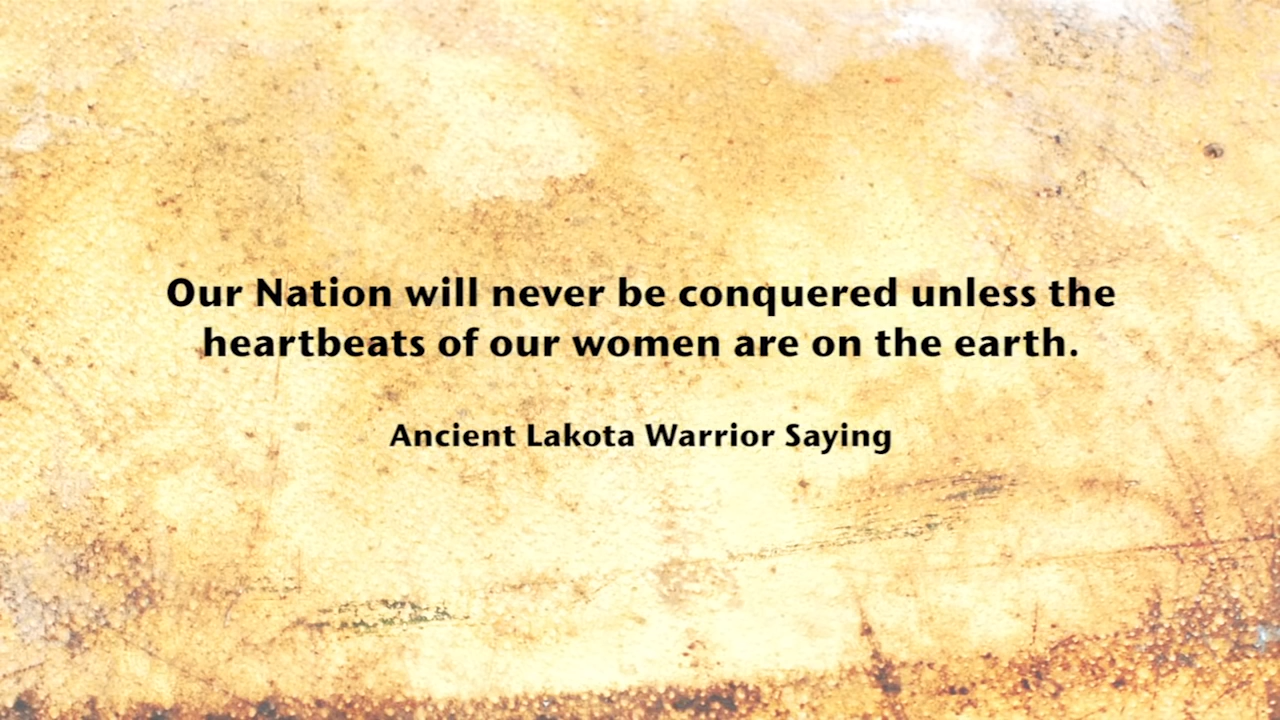 Our Nation will never be conquered unless the
heartbeats of our women are on the earth.
Ancient Lakota Warrior Saying